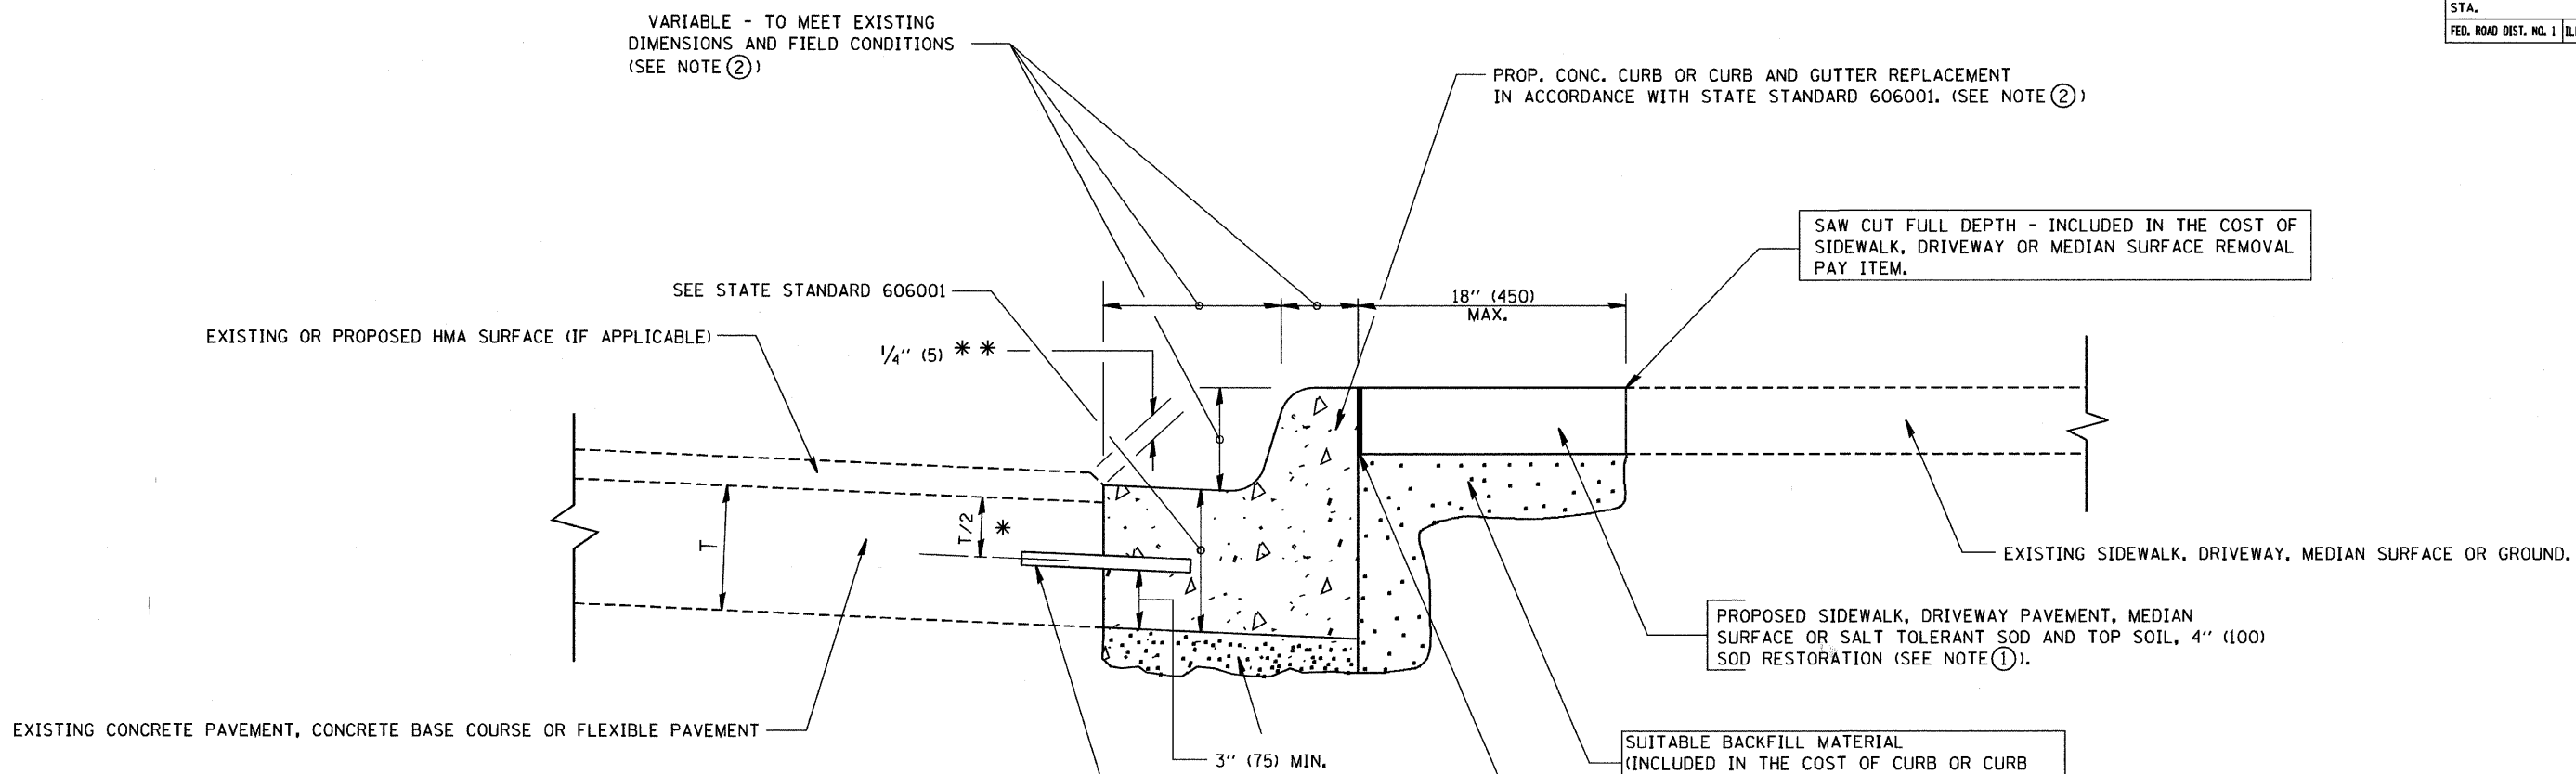 STA.
FED. ROAD DIST. NO. 1
VARIABLE - TO MEET EXISTING
DIMENSIONS AND FIELD CONDITIONS
(SEE NOTE ②)
PROP. CONC. CURB OR CURB AND GUTTER REPLACEMENT
IN ACCORDANCE WITH STATE STANDARD 606001. (SEE NOTE ②)
SAW CUT FULL DEPTH - INCLUDED IN THE COST OF
SIDEWALK, DRIVEWAY OR MEDIAN SURFACE REMOVAL
PAY ITEM.
SEE STATE STANDARD 606001
18'' (450)
MAX.
EXISTING OR PROPOSED HMA SURFACE (IF APPLICABLE)
1/4'' (5) * *
T
T/2 *
EXISTING SIDEWALK, DRIVEWAY, MEDIAN SURFACE OR GROUND.
PROPOSED SIDEWALK, DRIVEWAY PAVEMENT, MEDIAN
SURFACE OR SALT TOLERANT SOD AND TOP SOIL, 4'' (100)
SOD RESTORATION (SEE NOTE ①).
EXISTING CONCRETE PAVEMENT, CONCRETE BASE COURSE OR FLEXIBLE PAVEMENT
3'' (75) MIN.
SUITABLE BACKFILL MATERIAL
(INCLUDED IN THE COST OF CURB OR CURB